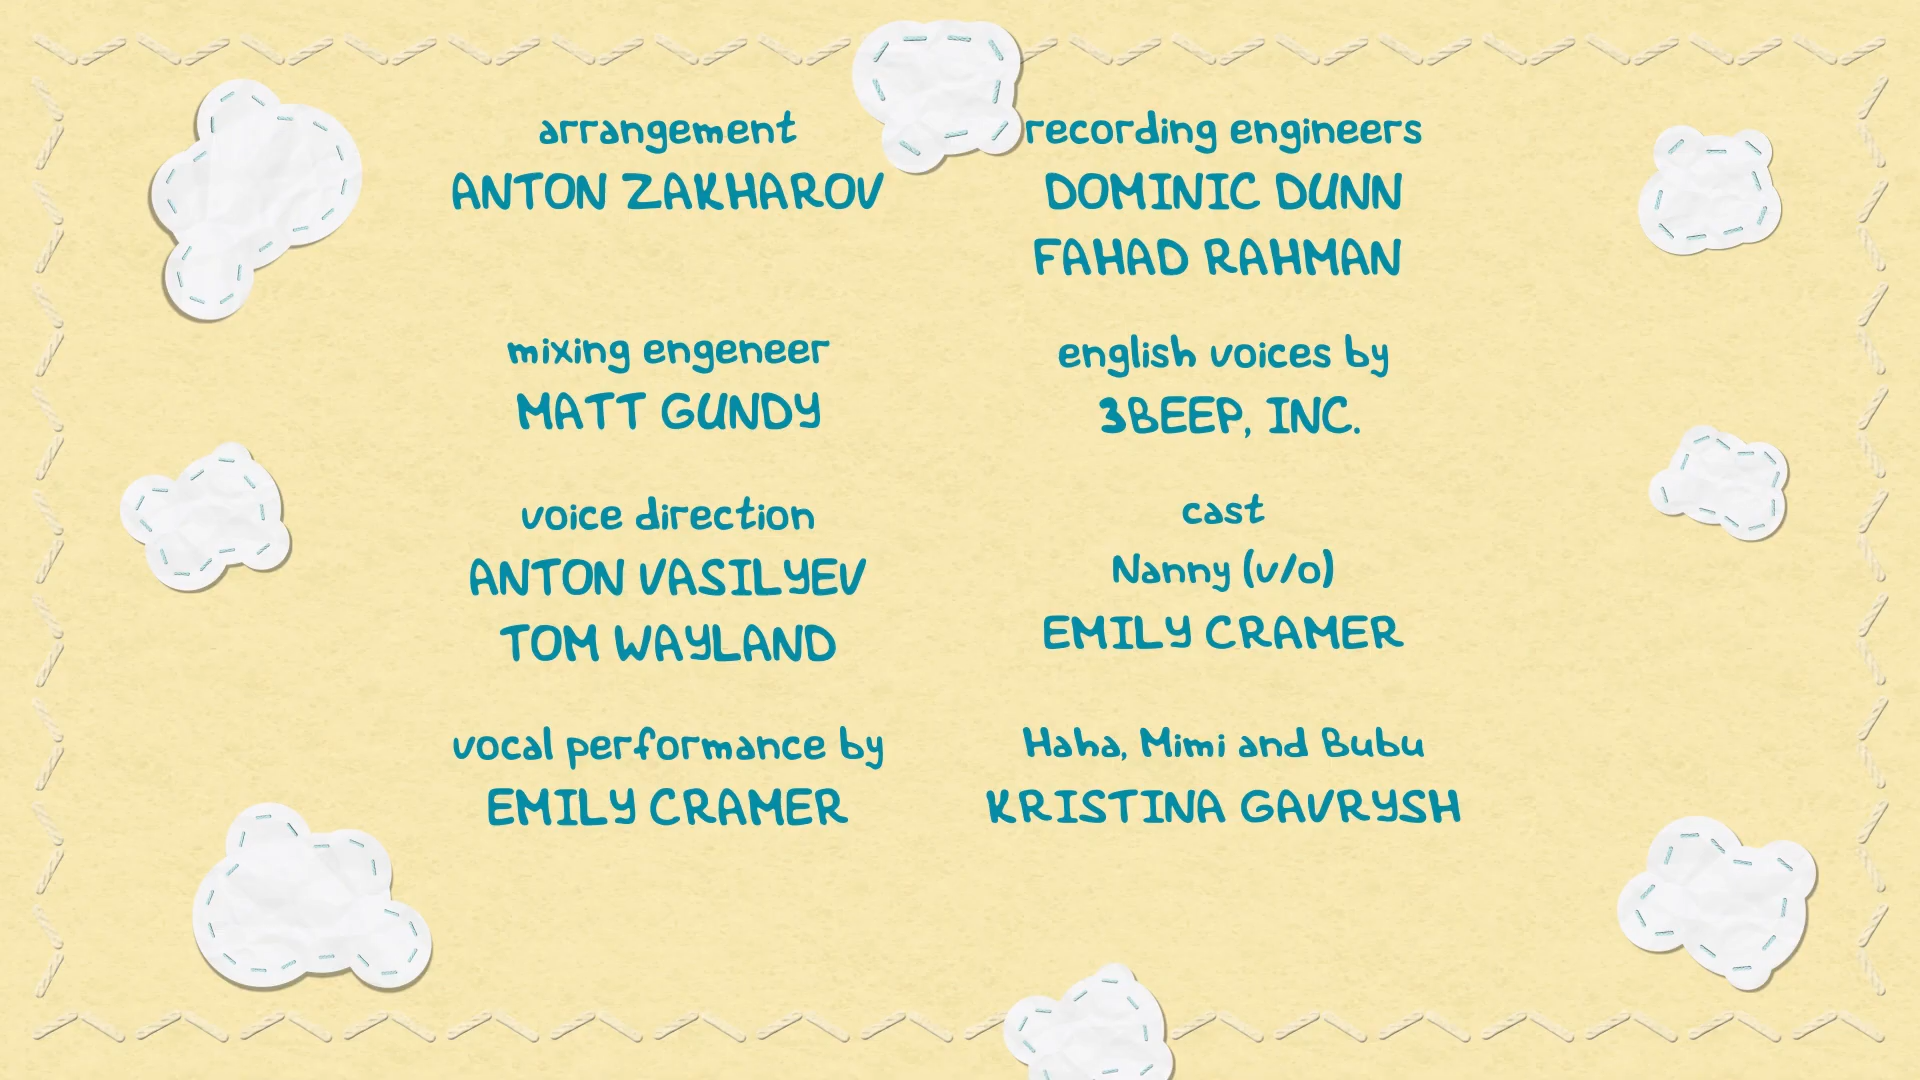 arrangement
ANTON ZAKHAROV
mixing engeneer
MATT GUNDY
voice direction
ANTON VASILYEV
TOM WAYLAND
vocal performance by
EMILY CRAMER
recording engineers
DOMINIC DUNN
FAHAD RAHMAN
english voices by
3BEEP, INC.
cast
Nanny (v/o)
EMILY CRAMER
Haha, Mimi and Bubu
KRISTINA GAVRYSH